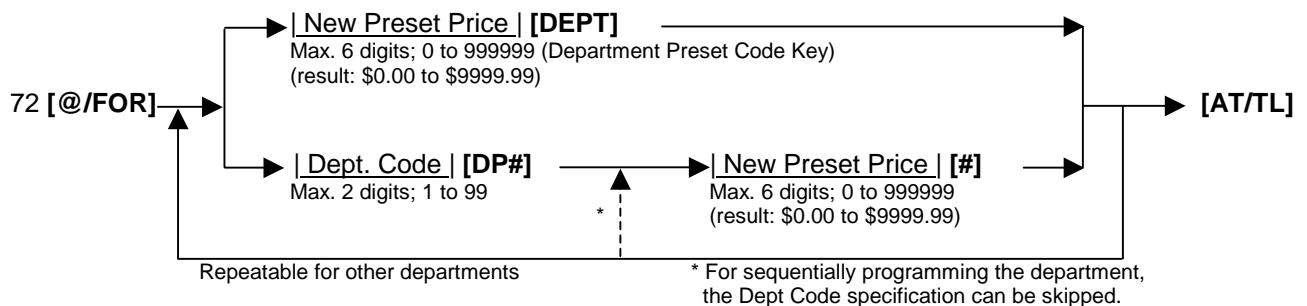 | New Preset Price | [DEPT]
Max. 6 digits; 0 to 999999 (Department Preset Code Key)
(result: $0.00 to $9999.99)
72 [@/FOR]
[AT/TL]
| Dept. Code | [DP#]
Max. 2 digits; 1 to 99
| New Preset Price | [#]
Max. 6 digits; 0 to 999999
(result: $0.00 to $9999.99)
*
Repeatable for other departments
* For sequentially programming the department,
the Dept Code specification can be skipped.